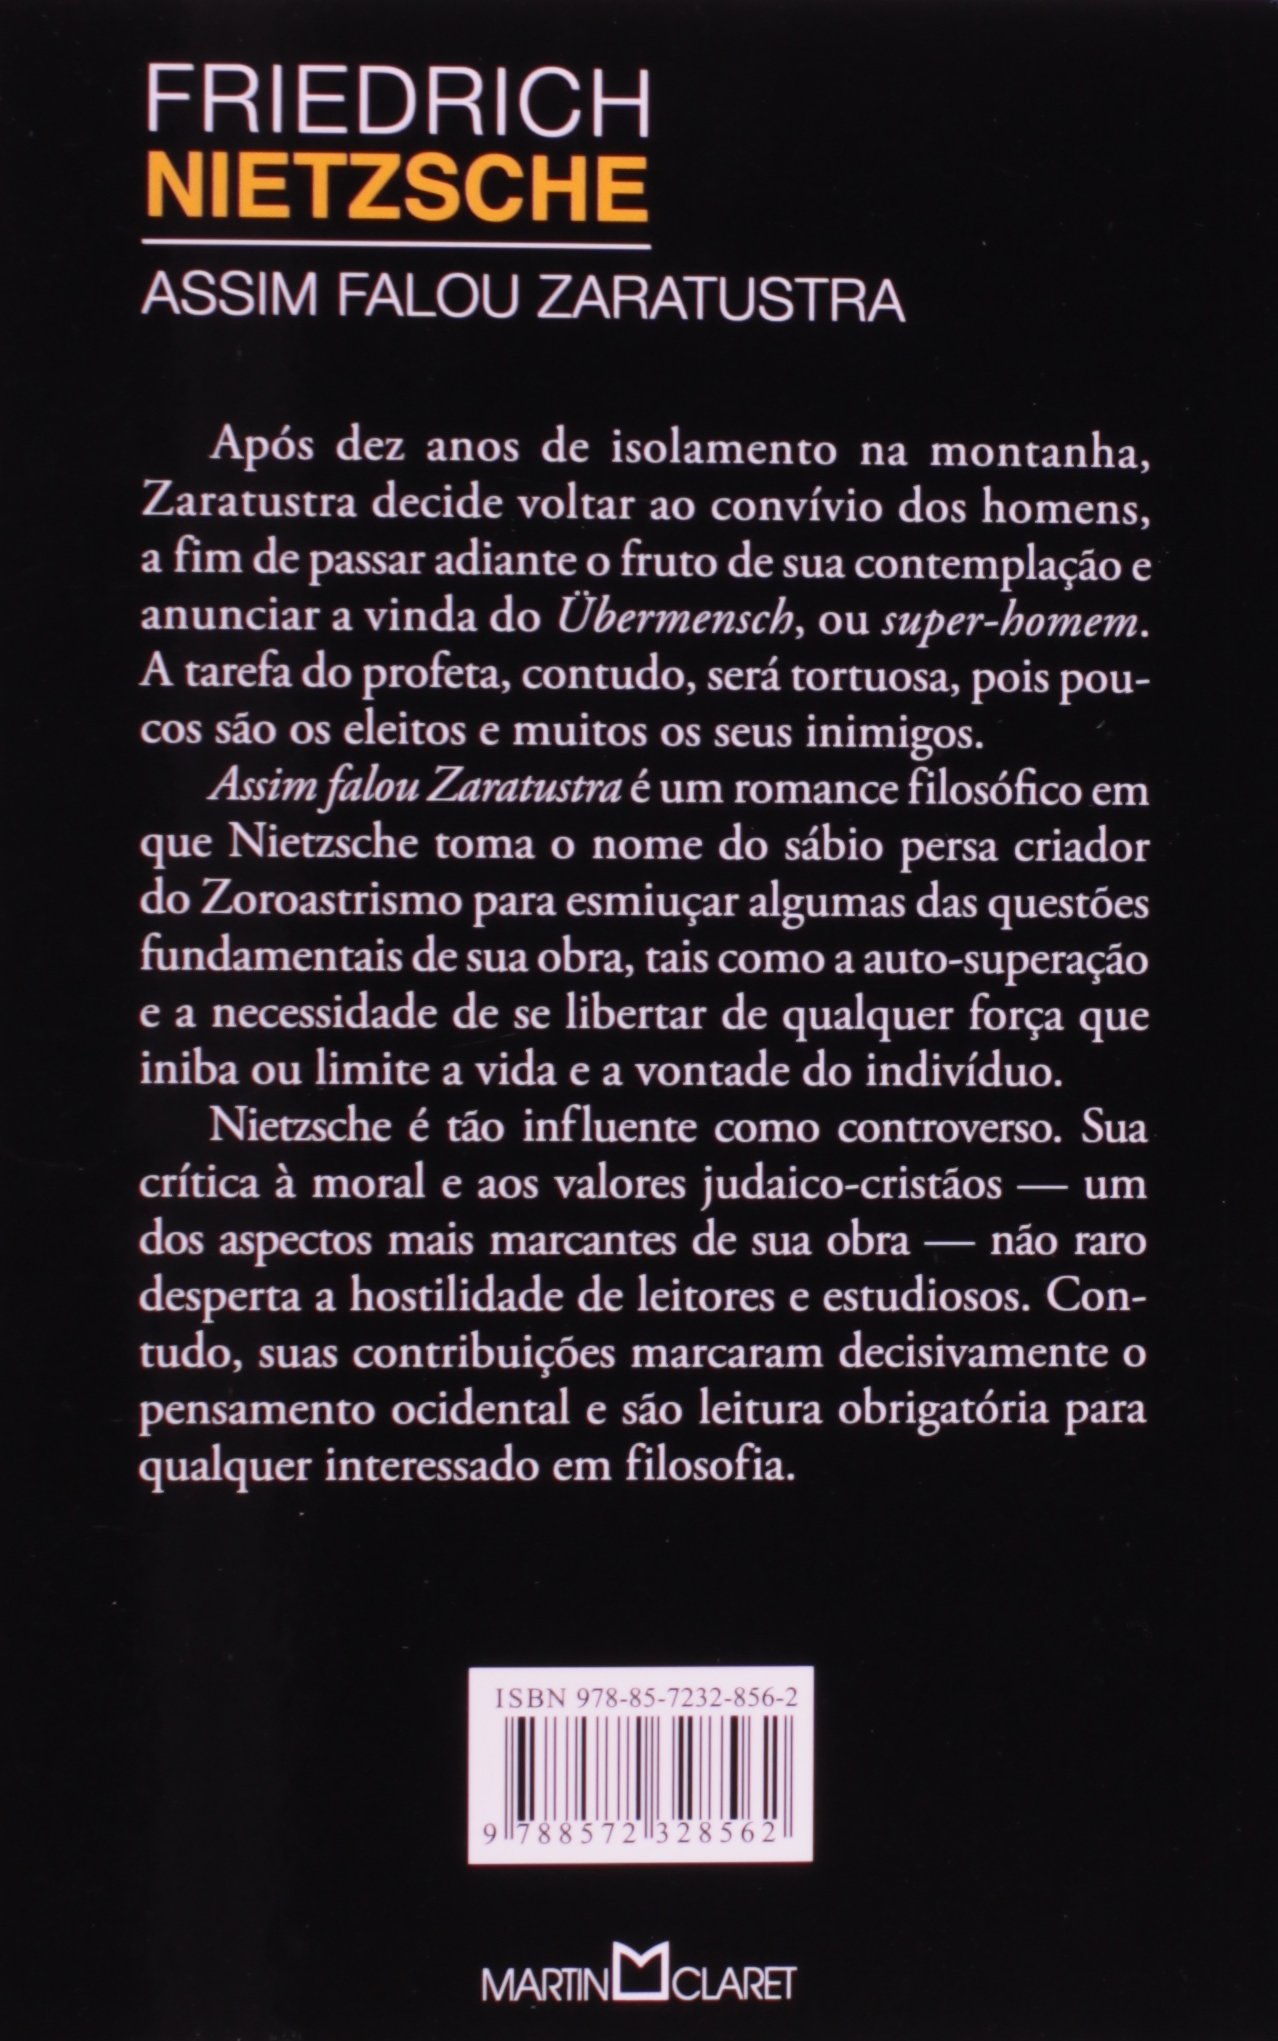 FRIEDRICH
NIETZSCHE
ASSIM FALOU ZARATUSTRA
Após dez anos de isolamento na montanha,
Zaratustra decide voltar ao convívio dos homens,
a fim de passar adiante o fruto de sua contemplação e
anunciar a vinda do Übermensch, ou super-homem.
A tarefa do profeta, contudo, será tortuosa, pois pou-
cos são os eleitos e muitos os seus inimigos.
Assim falou Zaratustra é um romance filosófico em
que Nietzsche toma o nome do sábio persa criador
do Zoroastrismo para esmiuçar algumas das questões
fundamentais de sua obra, tais como a auto-superação
e a necessidade de se libertar de qualquer força que
iniba ou limite a vida e a vontade do indivíduo.
Nietzsche é tão influente como controverso. Sua
crítica à moral e aos valores judaico-cristãos — um
dos aspectos mais marcantes de sua obra — não raro
desperta a hostilidade de leitores e estudiosos. Con-
tudo, suas contribuições marcaram decisivamente o
pensamento ocidental e são leitura obrigatória para
qualquer interessado em filosofia.
ISBN 978-85-7232-856-2
9 788572 328562
MARTIN CLARET